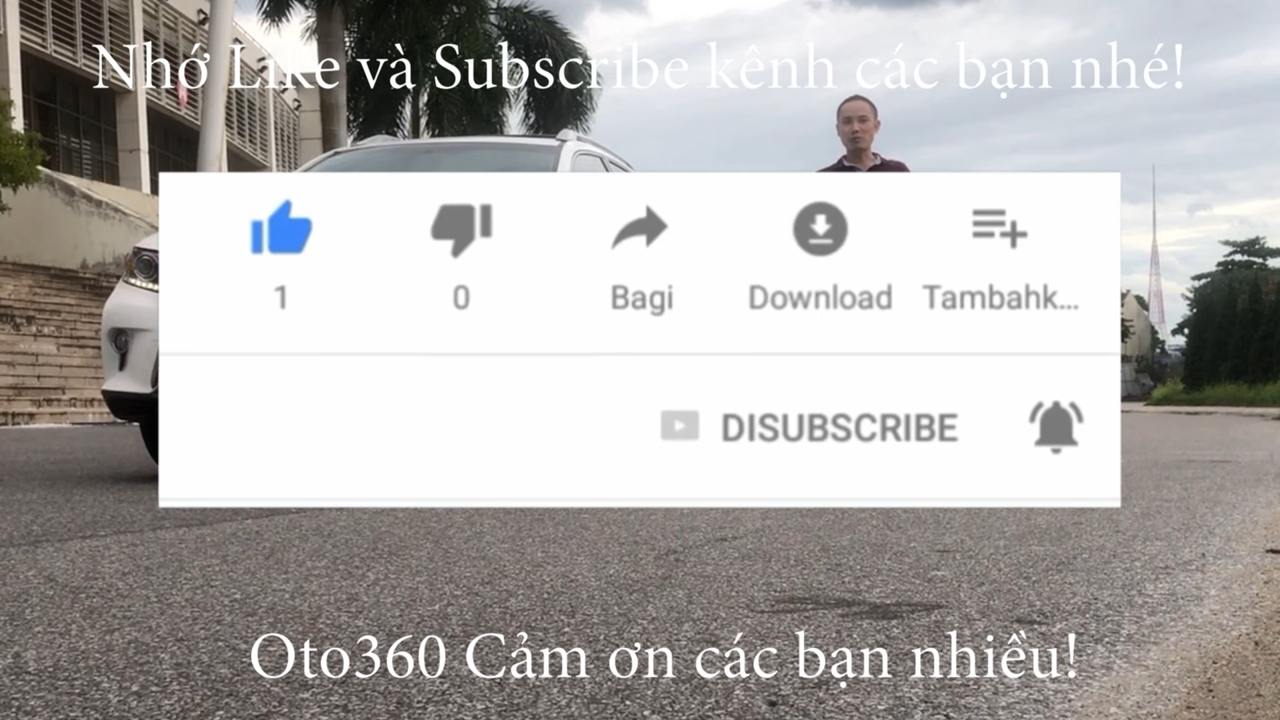 Nhớ Like và Subscribe kênh các bạn nhé!
1 0 Bagi Download Tambahk...
DISUBSCRIBE
Oto360 Cảm ơn các bạn nhiều!